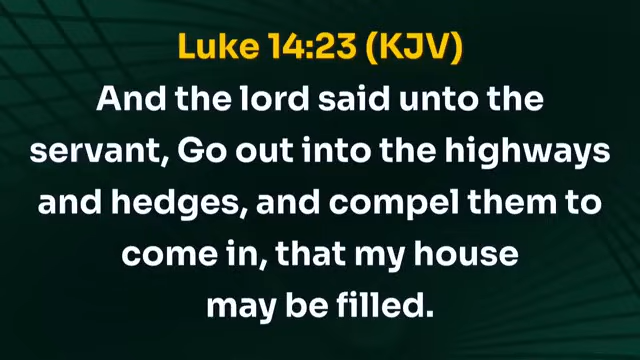 Luke 14:23 (KJV)
And the lord said unto the
servant, Go out into the highways
and hedges, and compel them to
come in, that my house
may be filled.